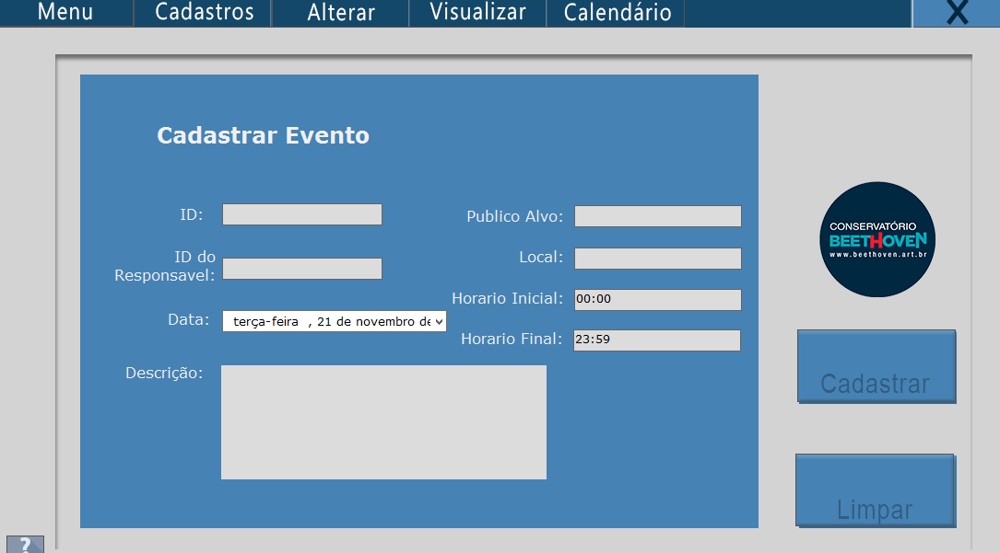 Menu
Cadastros
Alterar
Visualizar
Calendário
X
Cadastrar Evento
ID:
Publico Alvo:
ID do
Responsavel:
Local:
Horario Inicial: 00:00
Data: terça-feira , 21 de novembro de
Horario Final: 23:59
Descrição:
CONSERVATÓRIO
BEETHOVEN
www.beethoven.art.br
Cadastrar
Limpar
?